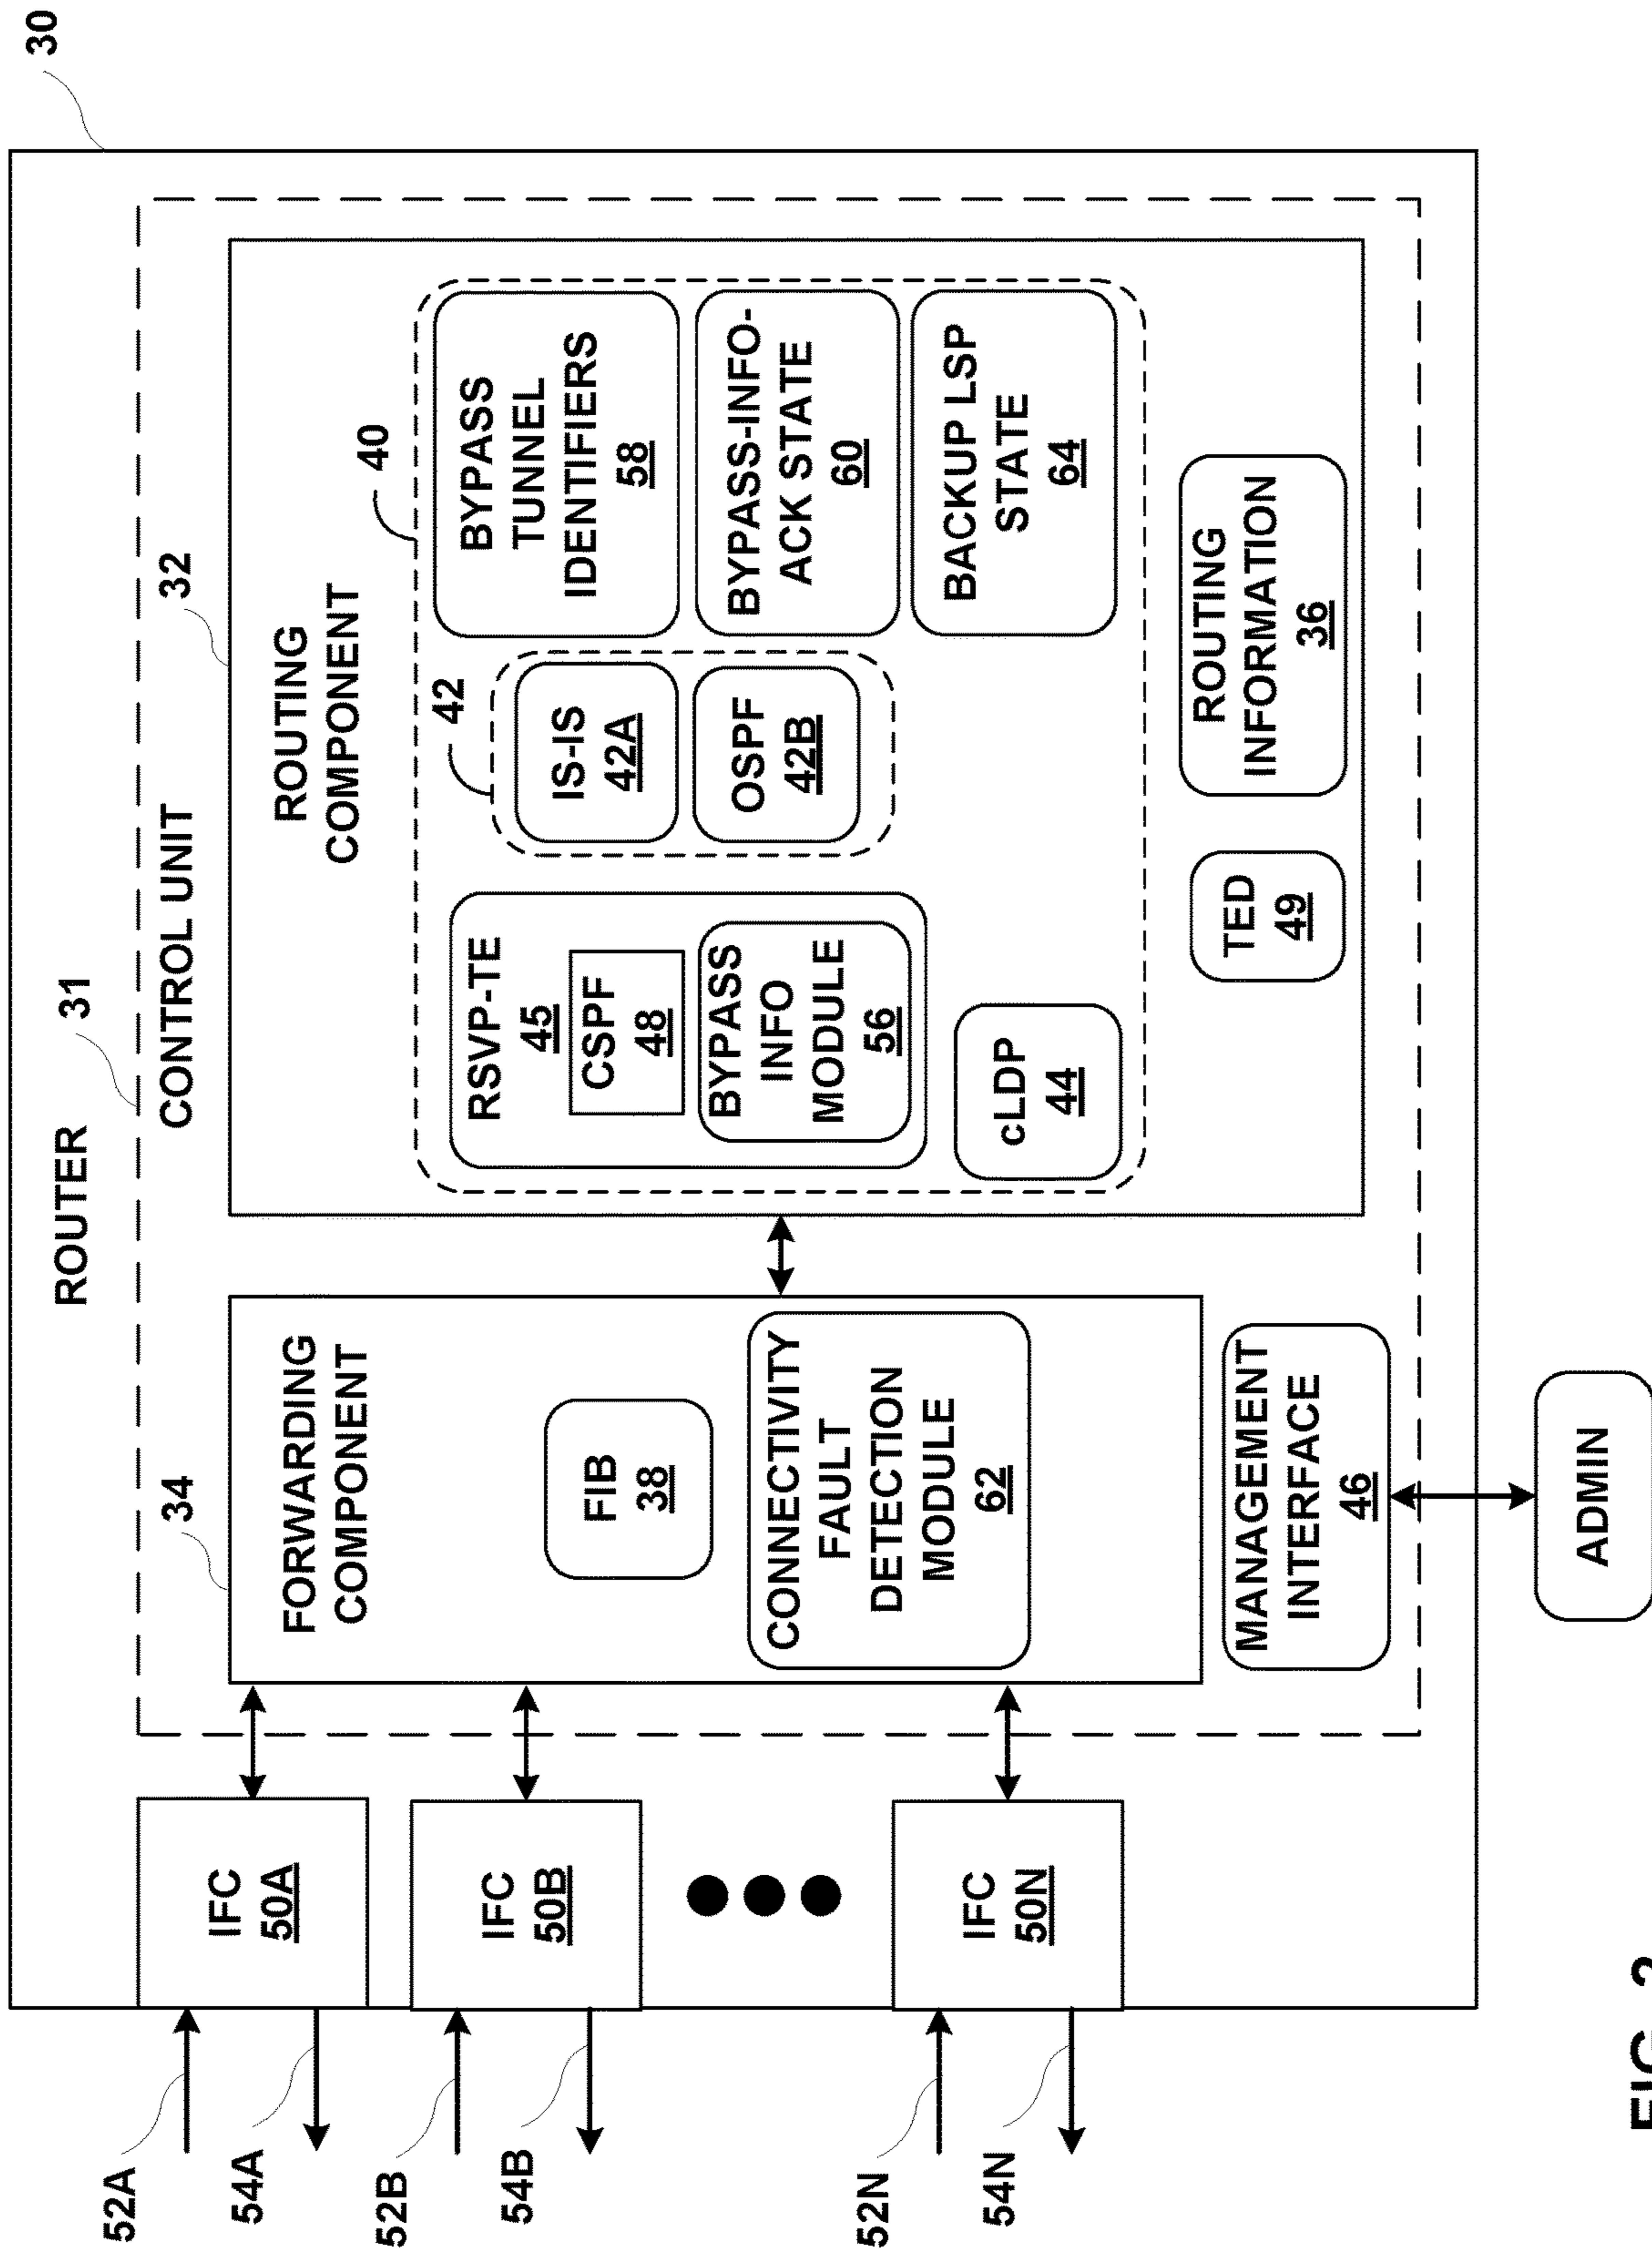 30
ROUTER
31
CONTROL UNIT
32
34
FORWARDING
COMPONENT
ROUTING
COMPONENT
40
42
RSVP-TE
45
CSPF
48
BYPASS
INFO
MODULE
56
cLDP
44
IS-IS
42A
OSPF
42B
BYPASS
TUNNEL
IDENTIFIERS
58
BYPASS-INFO-
ACK STATE
60
BACKUP LSP
STATE
64
TED
49
ROUTING
INFORMATION
36
FIB
38
CONNECTIVITY
FAULT
DETECTION
MODULE
62
MANAGEMENT
INTERFACE
46
ADMIN
IFC
50A
IFC
50B
IFC
50N
52A
54A
52B
54B
52N
54N
FIG. 2